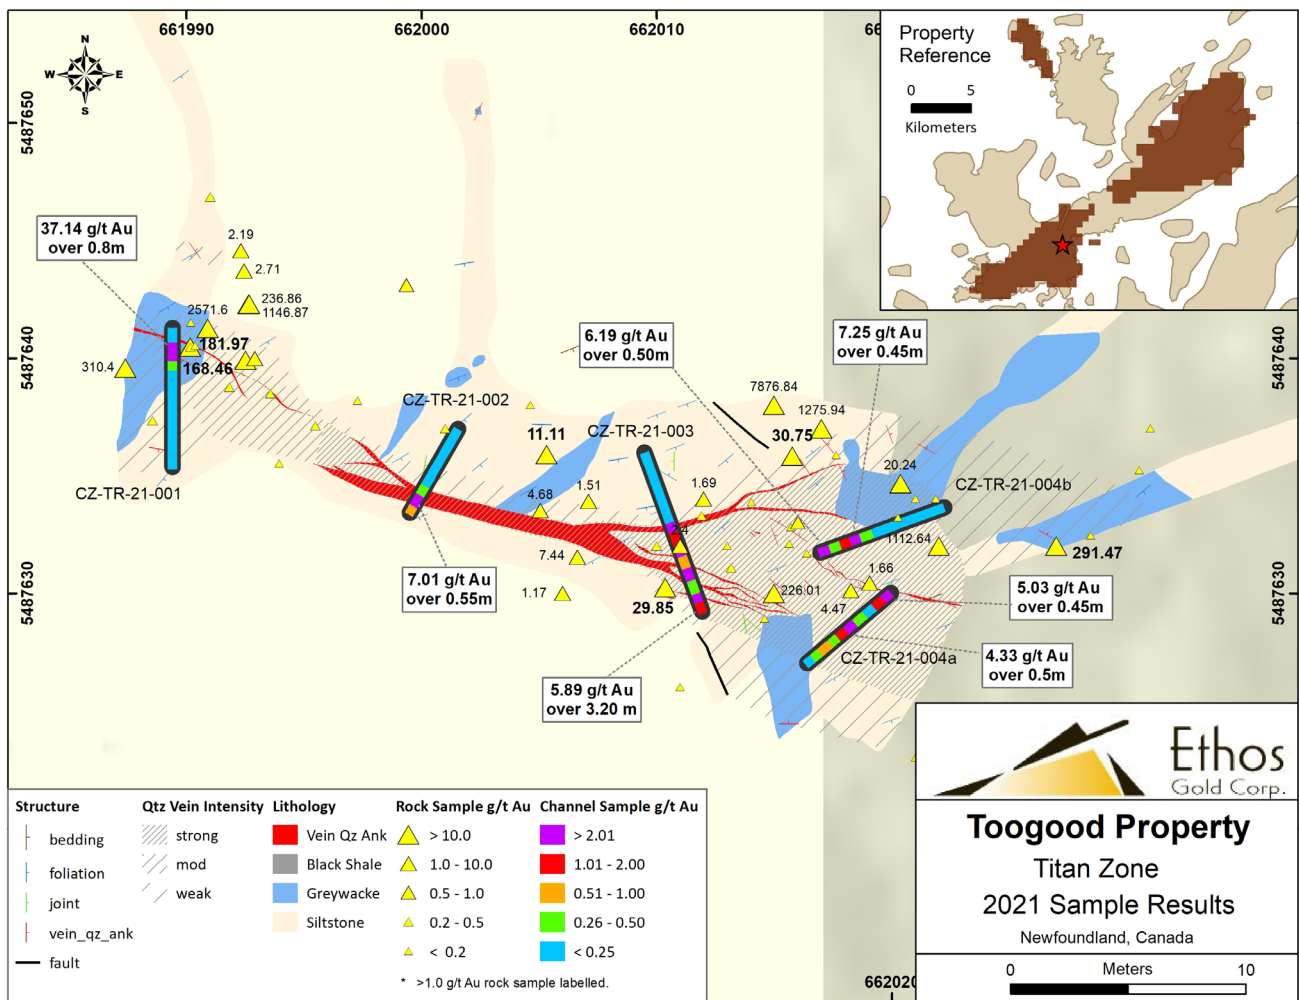 661990
662000
662010
66
N
W
E
S
5487650
5487640
5487630
5487640
5487630
662020
Property
Reference
0
5
Kilometers
37.14 g/t Au
over 0.8m
2.19
2.71
236.86
1146.87
2571.6
181.97
168.46
310.4
CZ-TR-21-001
CZ-TR-21-002
11.11
CZ-TR-21-003
6.19 g/t Au
over 0.50m
7.25 g/t Au
over 0.45m
7876.84
1275.94
30.75
20.24
CZ-TR-21-004b
4.68
1.51
1.69
2.4
1112.64
291.47
7.44
1.17
29.85
226.01
1.66
4.47
7.01 g/t Au
over 0.55m
5.03 g/t Au
over 0.45m
CZ-TR-21-004a
4.33 g/t Au
over 0.5m
5.89 g/t Au
over 3.20 m
Structure
bedding
foliation
joint
vein_qz_ank
fault
Qtz Vein Intensity
strong
mod
weak
Lithology
Vein Qz Ank
Black Shale
Greywacke
Siltstone
Rock Sample g/t Au
> 10.0
1.0 - 10.0
0.5 - 1.0
0.2 - 0.5
< 0.2
* >1.0 g/t Au rock sample labelled.
Channel Sample g/t Au
> 2.01
1.01 - 2.00
0.51 - 1.00
0.26 - 0.50
< 0.25
Ethos
Gold Corp.
Toogood Property
Titan Zone
2021 Sample Results
Newfoundland, Canada
0
Meters
10